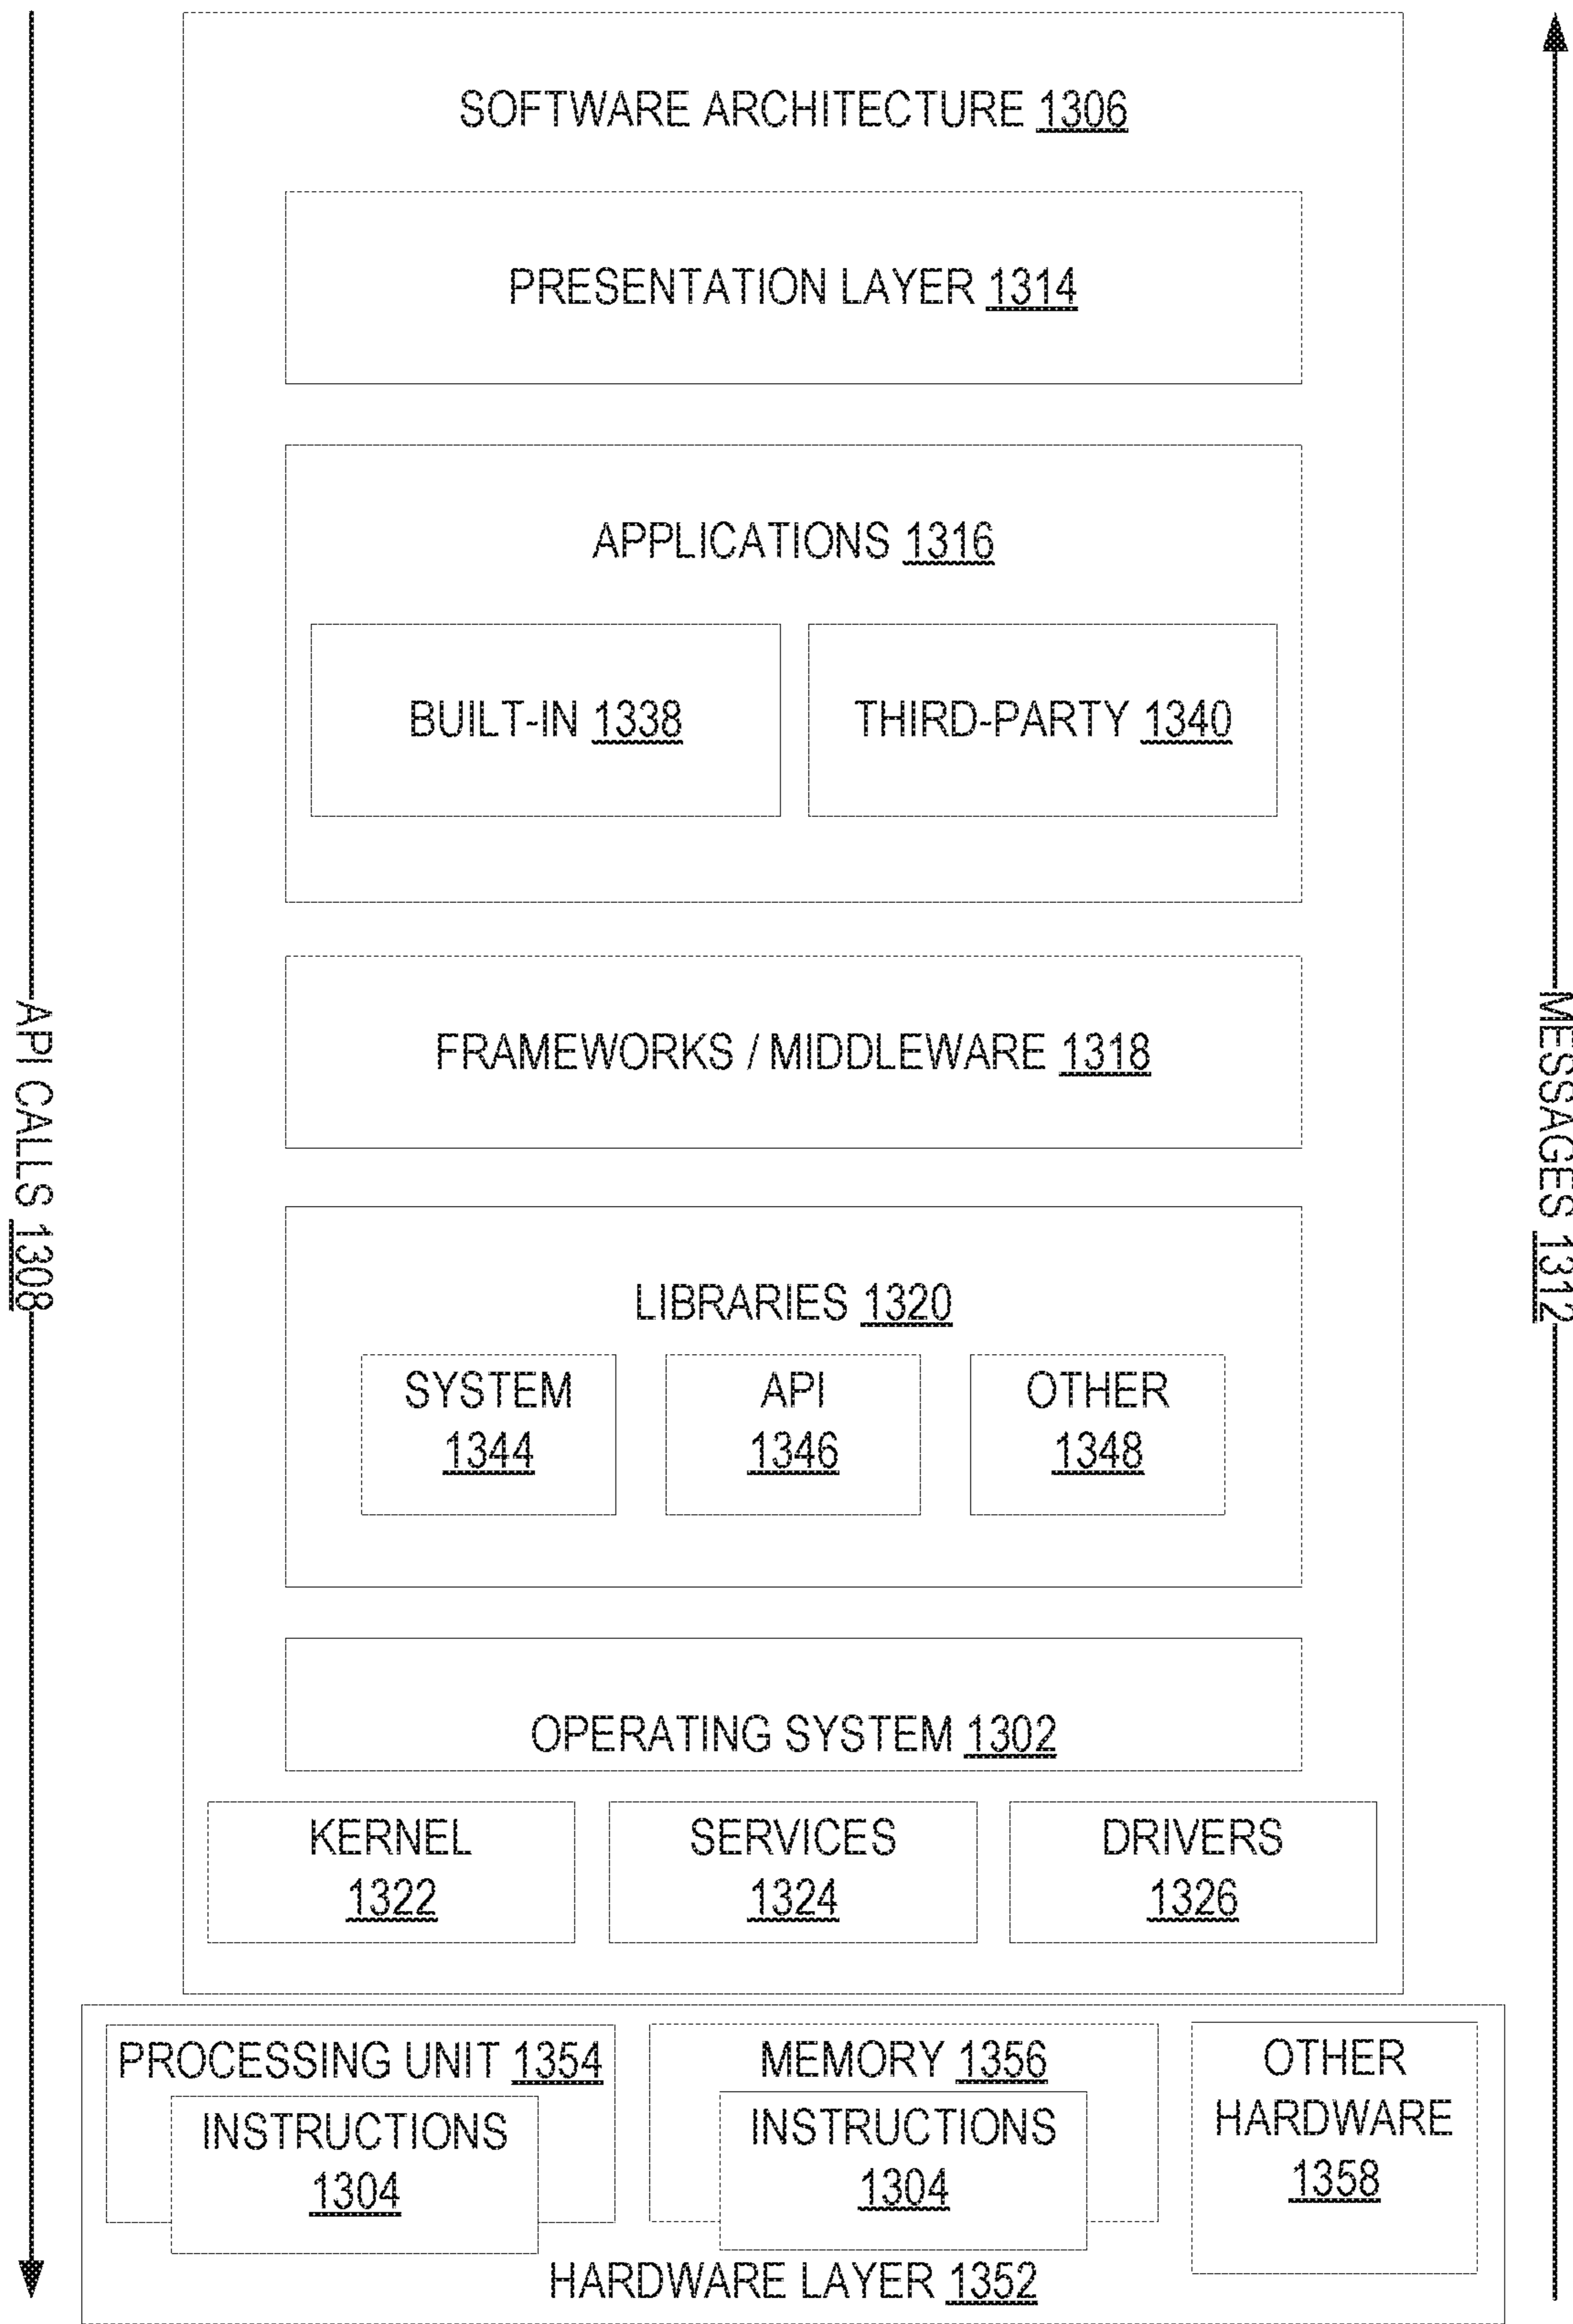 SOFTWARE ARCHITECTURE 1306
PRESENTATION LAYER 1314
APPLICATIONS 1316
BUILT-IN 1338
THIRD-PARTY 1340
FRAMEWORKS / MIDDLEWARE 1318
API CALLS 1308
MESSAGES 1312
LIBRARIES 1320
SYSTEM
1344
API
1346
OTHER
1348
OPERATING SYSTEM 1302
KERNEL
1322
SERVICES
1324
DRIVERS
1326
PROCESSING UNIT 1354
INSTRUCTIONS
1304
MEMORY 1356
INSTRUCTIONS
1304
OTHER
HARDWARE
1358
HARDWARE LAYER 1352